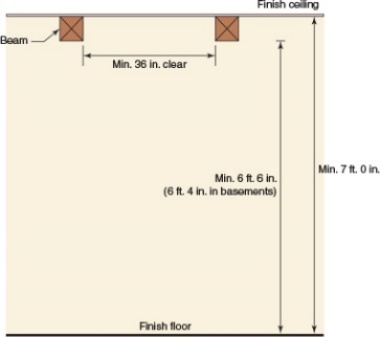 Finish ceiling
Beam
Min. 36 in. clear
Min. 6 ft. 6 in.
(6 ft. 4 in. in basements)
Min. 7 ft. 0 in.
Finish floor